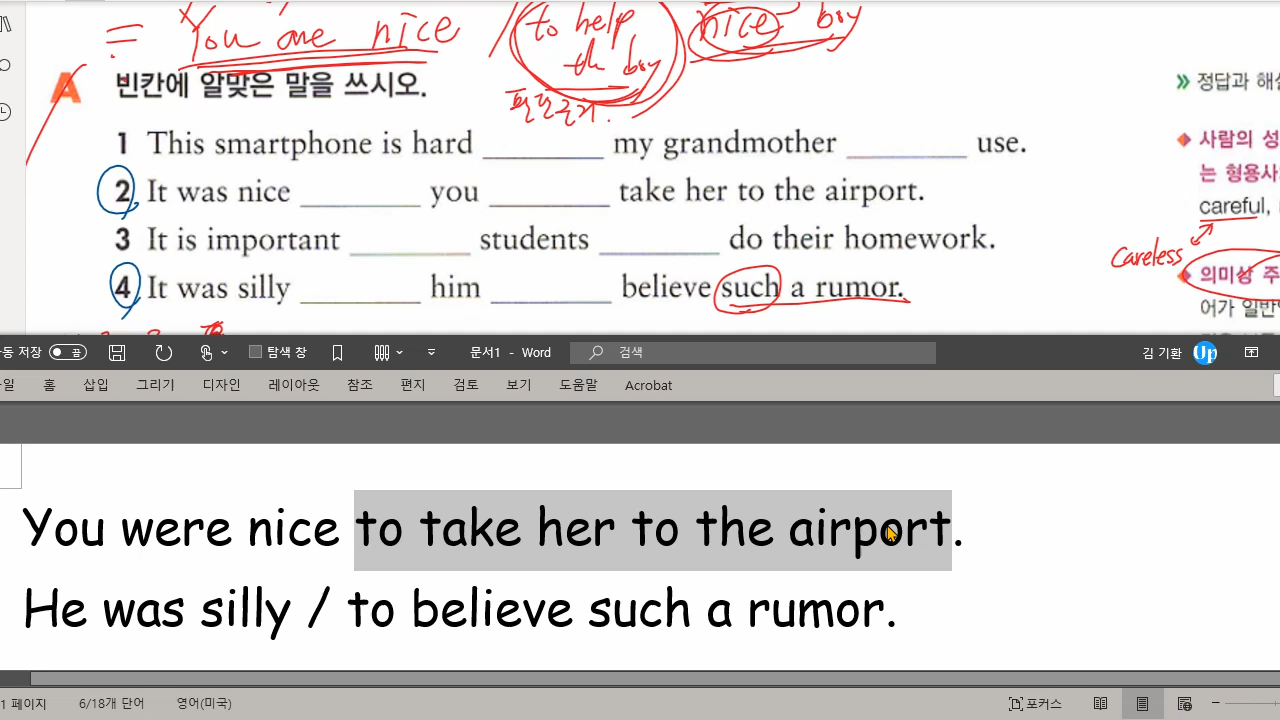 = You are nice / to help the boy nice boy
판단근거.
A 빈칸에 알맞은 말을 쓰시오.
정답과 해설
1 This smartphone is hard ________ my grandmother ________ use.
사람의 성
2 It was nice ________ you ________ take her to the airport.
는 형용사
careful,
3 It is important ________ students ________ do their homework.
careless
4 It was silly ________ him ________ believe such a rumor.
의미상 주
어가 일반
동 저장 끔 탐색 창 문서1 - Word 검색 김 기환 Up
일 홈 삽입 그리기 디자인 레이아웃 참조 편지 검토 보기 도움말 Acrobat
You were nice to take her to the airport.
He was silly / to believe such a rumor.
1 페이지 6/18개 단어 영어(미국) 포커스